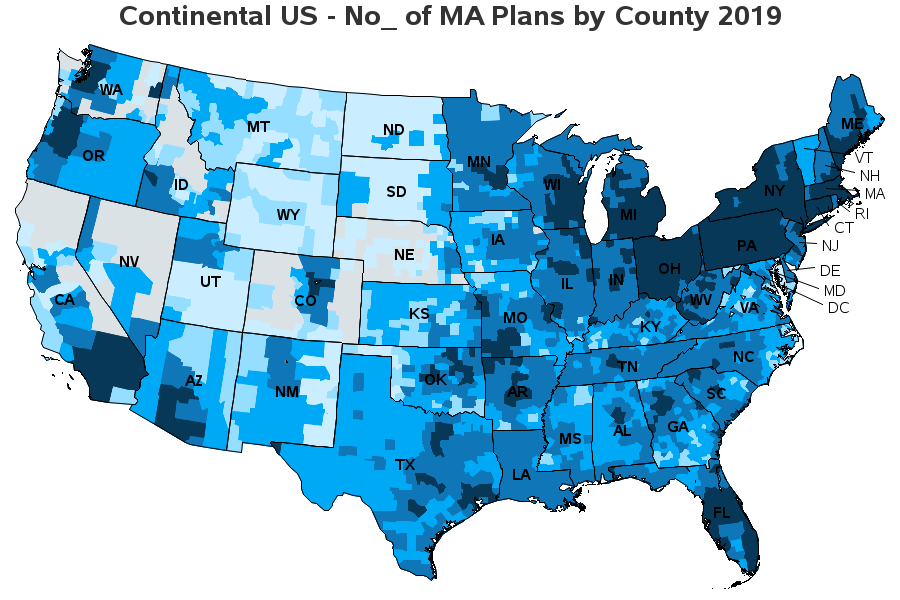 Continental US - No_ of MA Plans by County 2019
WA
MT
ND
MN
ME
OR
ID
SD
WI
VT
NH
MA
NY
RI
WY
MI
CT
NJ
IA
PA
NE
NV
OH
DE
UT
CO
IL
IN
MD
CA
WV
VA
DC
KS
MO
KY
NC
TN
AZ
OK
NM
AR
SC
MS
AL
GA
TX
LA
FL